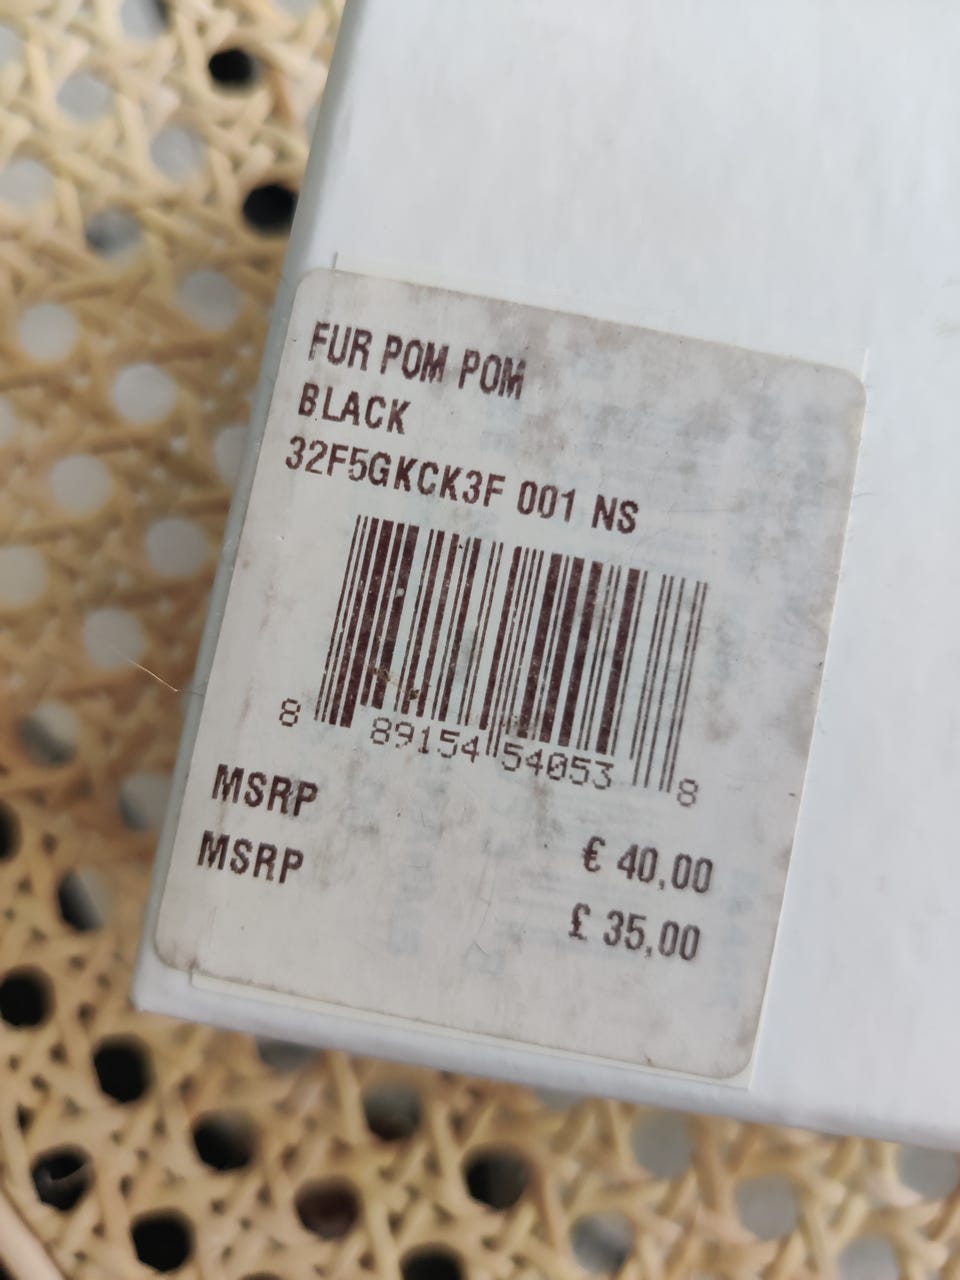 FUR POM POM
BLACK
32F5GKCK3F 001 NS
8 89154 54053 8
MSRP € 40,00
MSRP £ 35,00